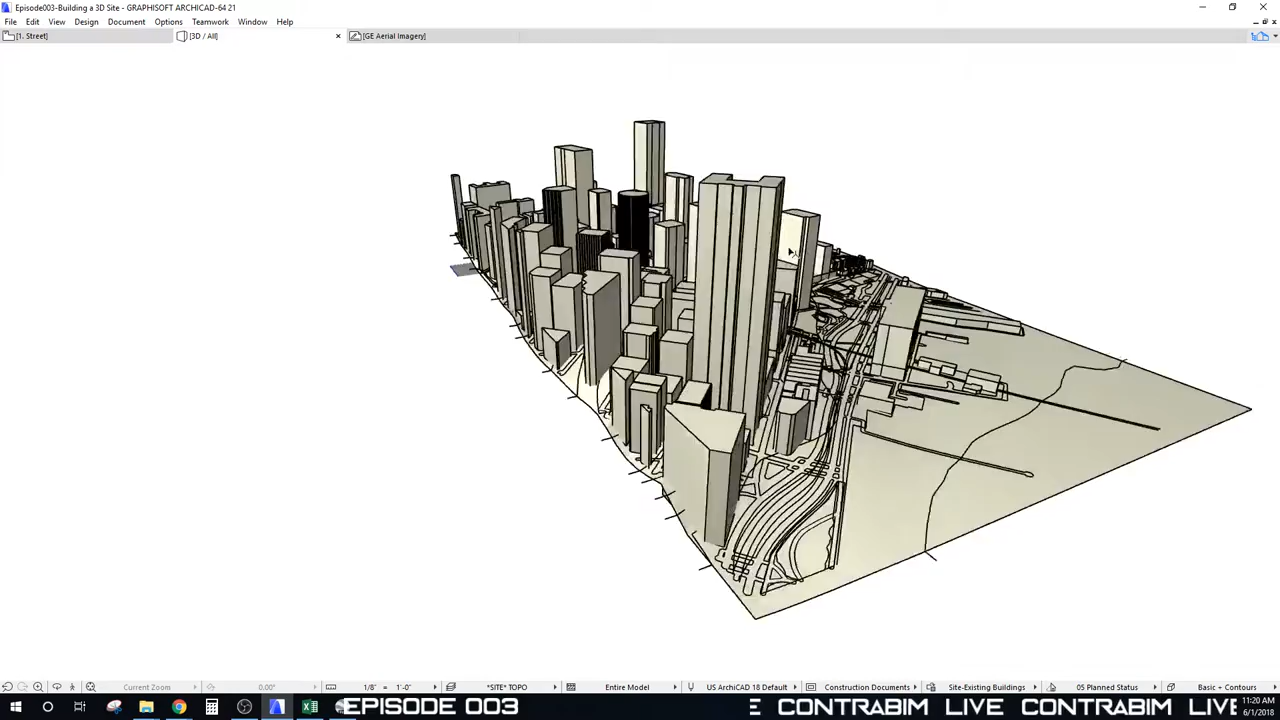 Episode003-Building a 3D Site - GRAPHISOFT ARCHICAD-64 21
File Edit View Design Document Options Teamwork Window Help
[1. Street] [3D / All] [GE Aerial Imagery]
Current Zoom 0.00° 1/8" = 1'-0" *SITE* TOPO Entire Model US ArchiCAD 18 Default Construction Documents Site-Existing Buildings 05 Planned Status Basic + Contours
EPISODE 003 E CONTRABIM LIVE CONTRABIM LIVE
11:20 AM
6/1/2018